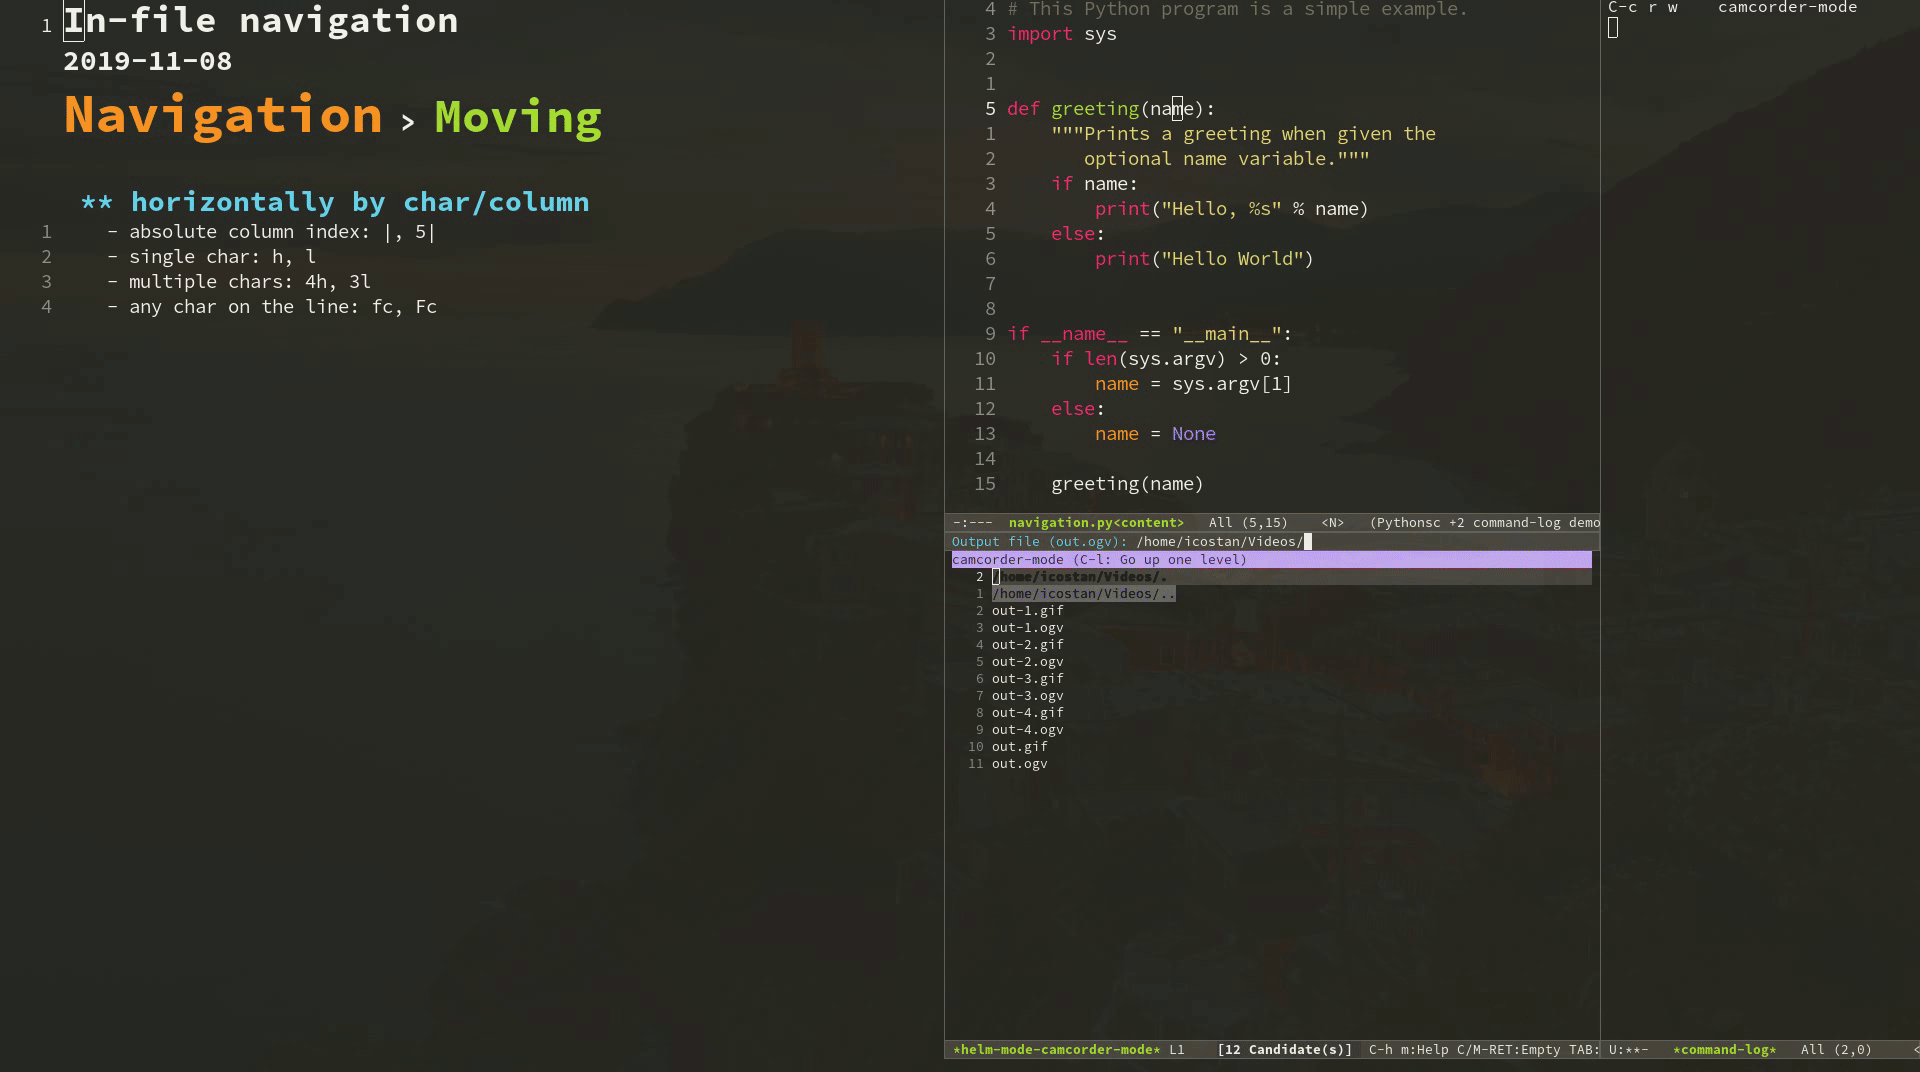 1 In-file navigation
2019-11-08
Navigation > Moving
** horizontally by char/column
1 - absolute column index: |, 5|
2 - single char: h, l
3 - multiple chars: 4h, 3l
4 - any char on the line: fc, Fc
4 # This Python program is a simple example.
3 import sys
2
1
5 def greeting(name):
1 """Prints a greeting when given the
2 optional name variable."""
3 if name:
4 print("Hello, %s" % name)
5 else:
6 print("Hello World")
7
8
9 if __name__ == "__main__":
10 if len(sys.argv) > 0:
11 name = sys.argv[1]
12 else:
13 name = None
14
15 greeting(name)
-:--- navigation.py<content> All (5,15) <N> (Pythonsc +2 command-log demo
Output file (out.ogv): /home/icostan/Videos/
camcorder-mode (C-l: Go up one level)
2 /home/icostan/Videos/.
1 /home/icostan/Videos/..
2 out-1.gif
3 out-1.ogv
4 out-2.gif
5 out-2.ogv
6 out-3.gif
7 out-3.ogv
8 out-4.gif
9 out-4.ogv
10 out.gif
11 out.ogv
*helm-mode-camcorder-mode* L1 [12 Candidate(s)] C-h m:Help C/M-RET:Empty TAB:
C-c r w camcorder-mode
U:**- *command-log* All (2,0) <